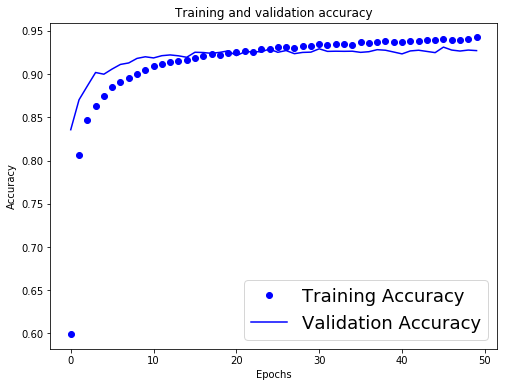 Training and validation accuracy
0.95
0.90
0.85
0.80
0.75
0.70
0.65
0.60
Accuracy
Training Accuracy
Validation Accuracy
0 10 20 30 40 50
Epochs